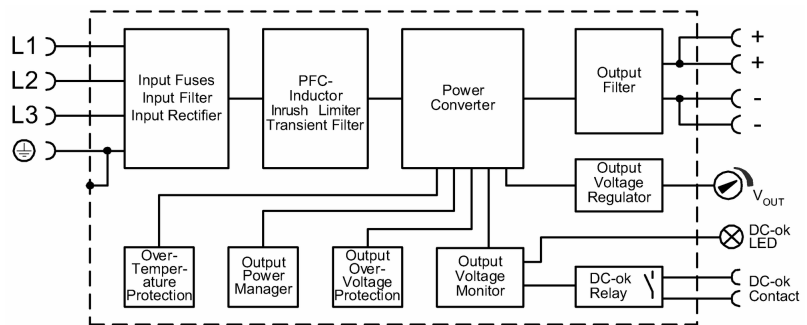 L1
L2
L3
Input Fuses
Input Filter
Input Rectifier
PFC-
Inductor
Inrush Limiter
Transient Filter
Power
Converter
Output
Filter
+
+
-
-
Output
Voltage
Regulator
VOUT
Over-
Temper-
ature
Protection
Output
Power
Manager
Output
Over-
Voltage
Protection
Output
Voltage
Monitor
DC-ok
LED
DC-ok
Relay
DC-ok
Contact